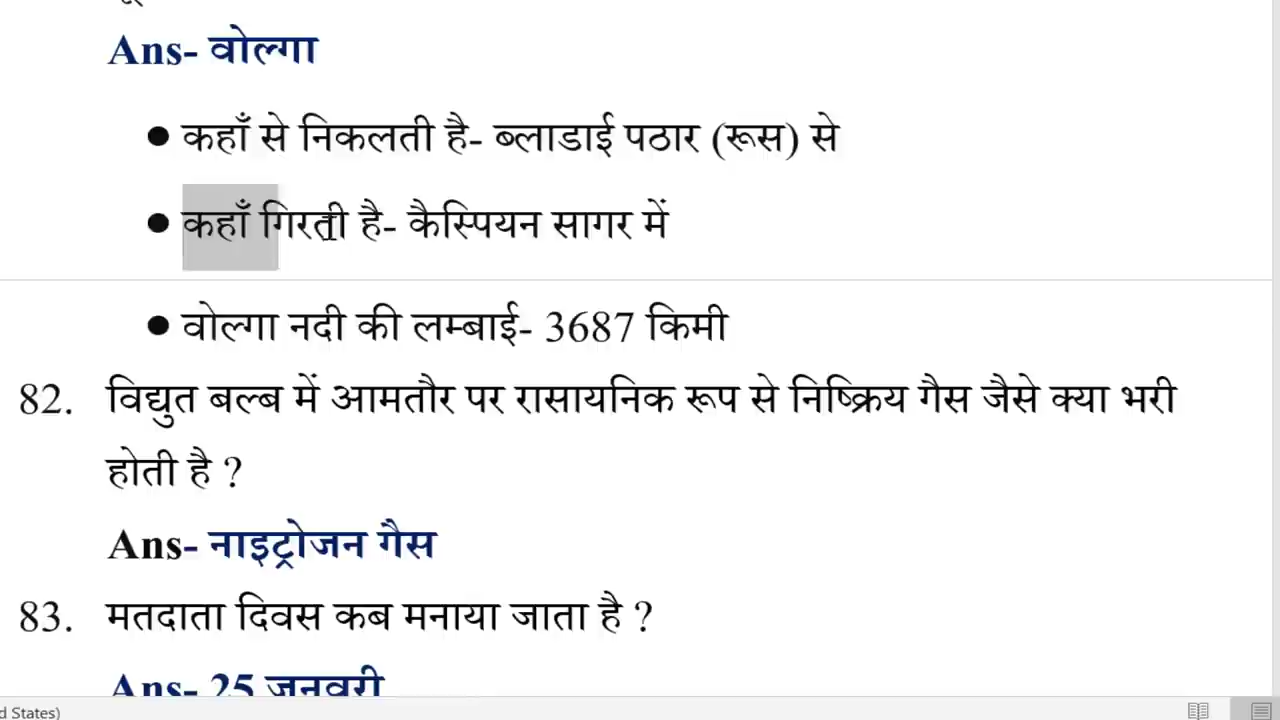 Ans- वोल्गा
● कहाँ से निकलती है- ब्लाडाई पठार (रूस) से
● कहाँ गिरती है- कैस्पियन सागर में
● वोल्गा नदी की लम्बाई- 3687 किमी
82. विद्युत बल्ब में आमतौर पर रासायनिक रूप से निष्क्रिय गैस जैसे क्या भरी
होती है ?
Ans- नाइट्रोजन गैस
83. मतदाता दिवस कब मनाया जाता है ?
Ans- 25 जनवरी
d States)